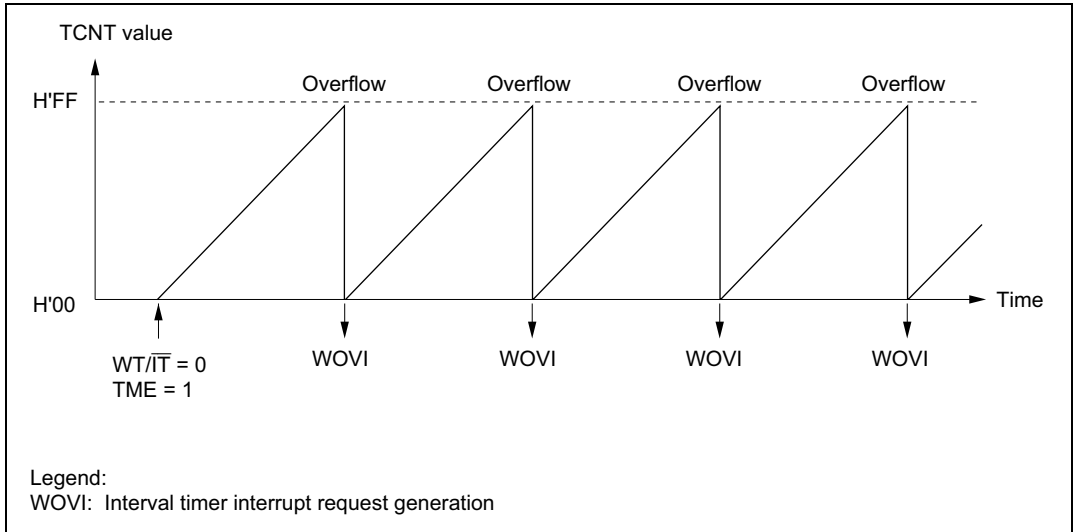 TCNT value
H'FF
Overflow
Overflow
Overflow
Overflow
H'00
Time
WT/I̅T̅ = 0
TME = 1
WOVI
WOVI
WOVI
WOVI
Legend:
WOVI: Interval timer interrupt request generation